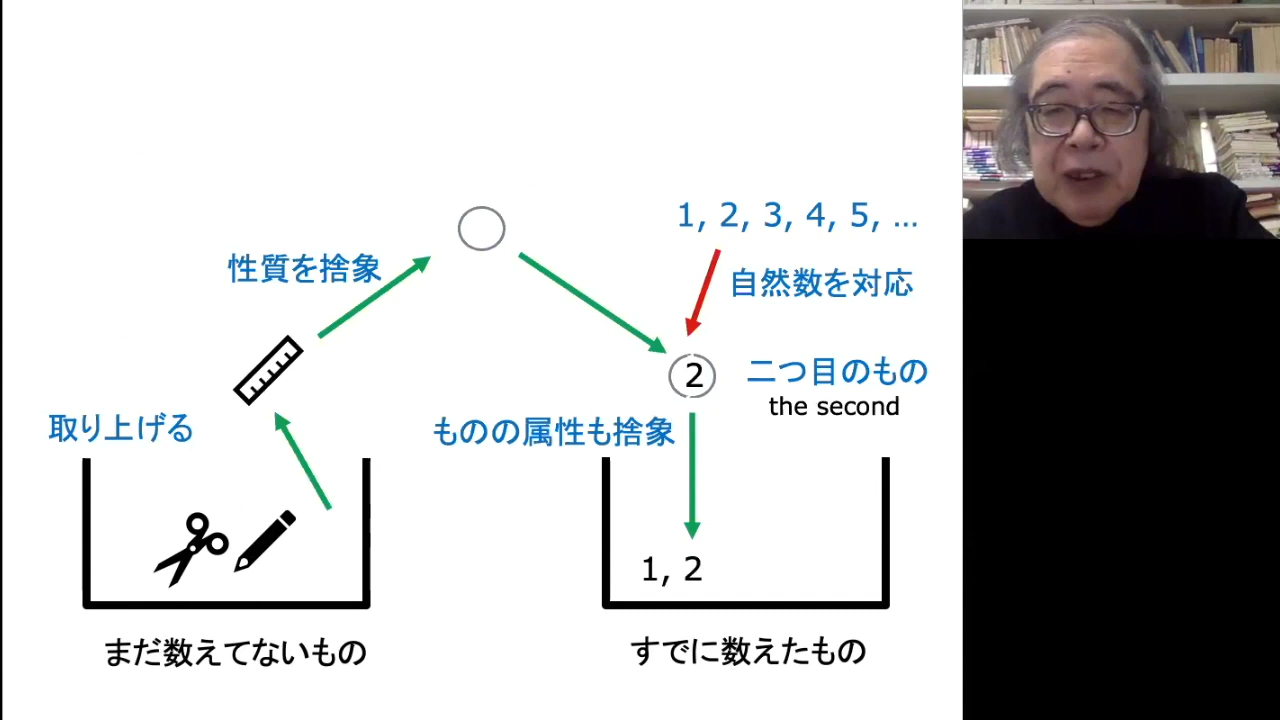 1, 2, 3, 4, 5, ...
性質を捨象
自然数を対応
2
二つ目のもの
the second
取り上げる
ものの属性も捨象
1, 2
まだ数えてないもの
すでに数えたもの